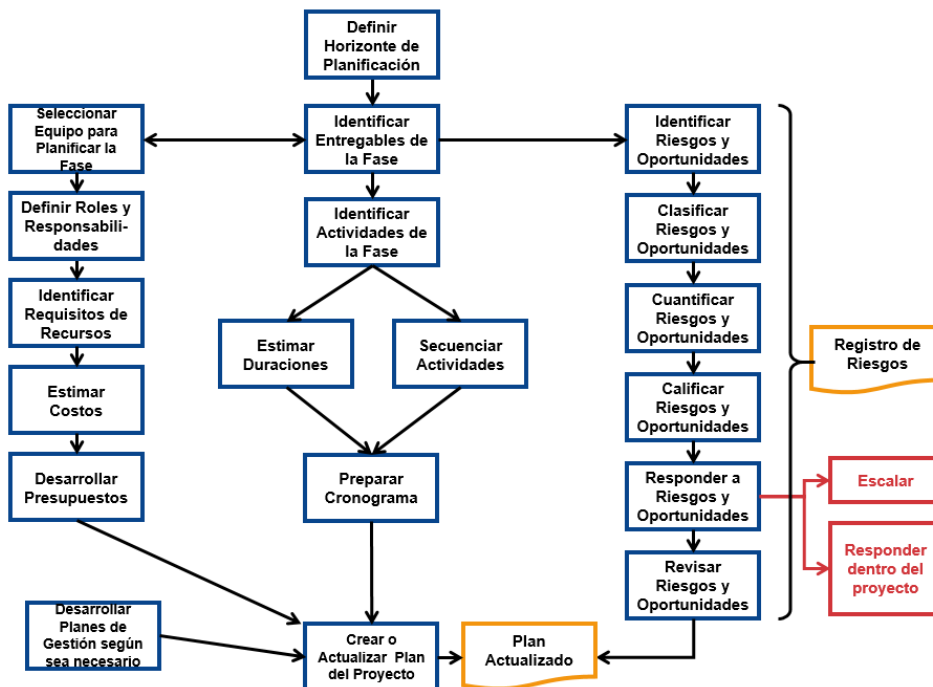 Definir
Horizonte de
Planificación
Seleccionar
Equipo para
Planificar la
Fase
Identificar
Entregables de
la Fase
Identificar
Riesgos y
Oportunidades
Definir Roles y
Responsabili-
dades
Identificar
Actividades de
la Fase
Clasificar
Riesgos y
Oportunidades
Identificar
Requisitos de
Recursos
Estimar
Duraciones
Secuenciar
Actividades
Cuantificar
Riesgos y
Oportunidades
Registro de
Riesgos
Estimar
Costos
Calificar
Riesgos y
Oportunidades
Desarrollar
Presupuestos
Preparar
Cronograma
Responder a
Riesgos y
Oportunidades
Escalar
Responder
dentro del
proyecto
Revisar
Riesgos y
Oportunidades
Desarrollar
Planes de
Gestión según
sea necesario
Crear o
Actualizar Plan
del Proyecto
Plan
Actualizado